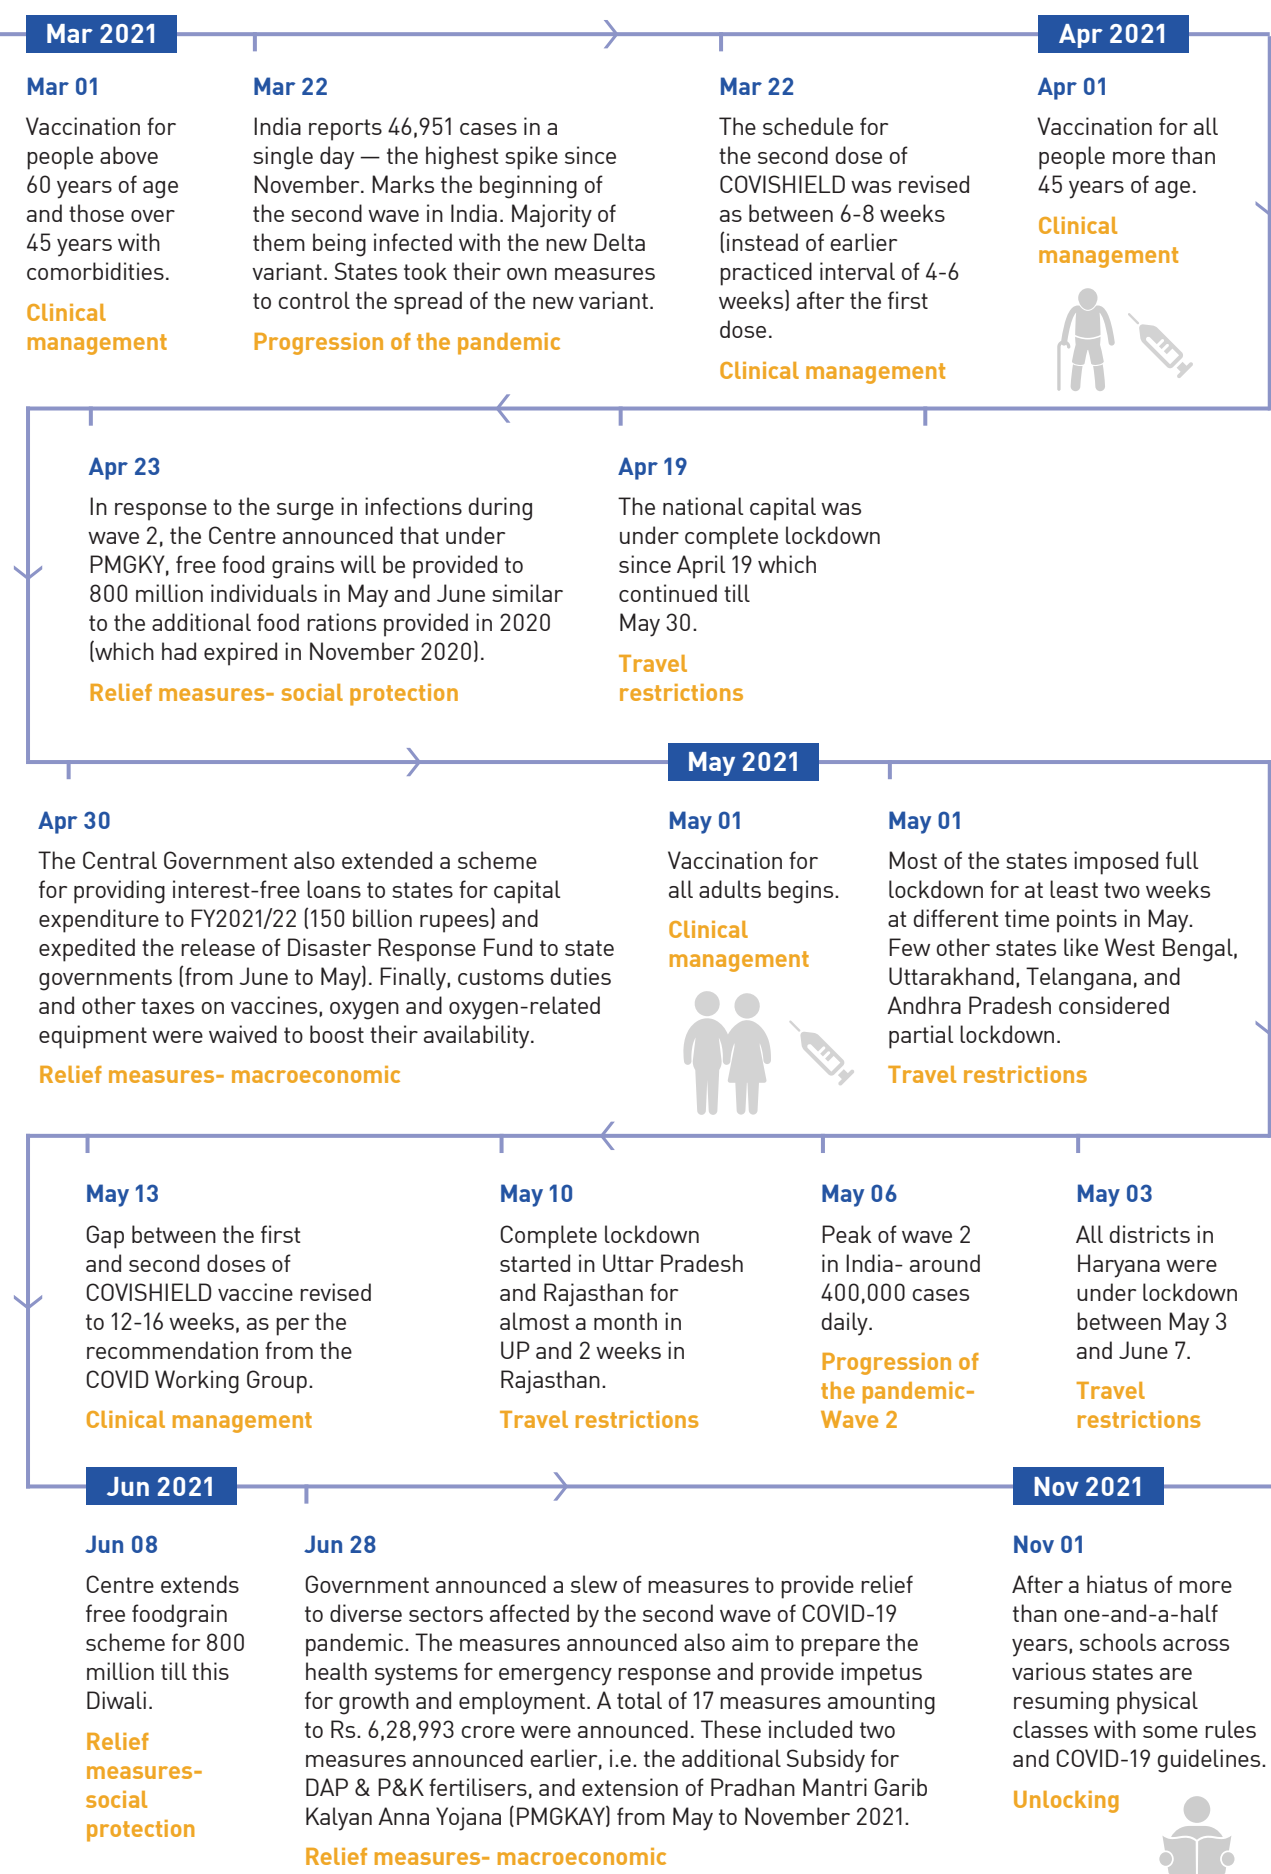 Mar 2021
Mar 01
Vaccination for
people above
60 years of age
and those over
45 years with
comorbidities.
Clinical
management
Mar 22
India reports 46,951 cases in a
single day — the highest spike since
November. Marks the beginning of
the second wave in India. Majority of
them being infected with the new Delta
variant. States took their own measures
to control the spread of the new variant.
Progression of the pandemic
Mar 22
The schedule for
the second dose of
COVISHIELD was revised
as between 6-8 weeks
(instead of earlier
practiced interval of 4-6
weeks) after the first
dose.
Clinical management
Apr 2021
Apr 01
Vaccination for all
people more than
45 years of age.
Clinical
management
Apr 19
The national capital was
under complete lockdown
since April 19 which
continued till
May 30.
Travel
restrictions
Apr 23
In response to the surge in infections during
wave 2, the Centre announced that under
PMGKY, free food grains will be provided to
800 million individuals in May and June similar
to the additional food rations provided in 2020
(which had expired in November 2020).
Relief measures- social protection
Apr 30
The Central Government also extended a scheme
for providing interest-free loans to states for capital
expenditure to FY2021/22 (150 billion rupees) and
expedited the release of Disaster Response Fund to state
governments (from June to May). Finally, customs duties
and other taxes on vaccines, oxygen and oxygen-related
equipment were waived to boost their availability.
Relief measures- macroeconomic
May 2021
May 01
Vaccination for
all adults begins.
Clinical
management
May 01
Most of the states imposed full
lockdown for at least two weeks
at different time points in May.
Few other states like West Bengal,
Uttarakhand, Telangana, and
Andhra Pradesh considered
partial lockdown.
Travel restrictions
May 03
All districts in
Haryana were
under lockdown
between May 3
and June 7.
Travel
restrictions
May 06
Peak of wave 2
in India- around
400,000 cases
daily.
Progression of
the pandemic-
Wave 2
May 10
Complete lockdown
started in Uttar Pradesh
and Rajasthan for
almost a month in
UP and 2 weeks in
Rajasthan.
Travel restrictions
May 13
Gap between the first
and second doses of
COVISHIELD vaccine revised
to 12-16 weeks, as per the
recommendation from the
COVID Working Group.
Clinical management
Jun 2021
Jun 08
Centre extends
free foodgrain
scheme for 800
million till this
Diwali.
Relief
measures-
social
protection
Jun 28
Government announced a slew of measures to provide relief
to diverse sectors affected by the second wave of COVID-19
pandemic. The measures announced also aim to prepare the
health systems for emergency response and provide impetus
for growth and employment. A total of 17 measures amounting
to Rs. 6,28,993 crore were announced. These included two
measures announced earlier, i.e. the additional Subsidy for
DAP & P&K fertilisers, and extension of Pradhan Mantri Garib
Kalyan Anna Yojana (PMGKAY) from May to November 2021.
Relief measures- macroeconomic
Nov 2021
Nov 01
After a hiatus of more
than one-and-a-half
years, schools across
various states are
resuming physical
classes with some rules
and COVID-19 guidelines.
Unlocking